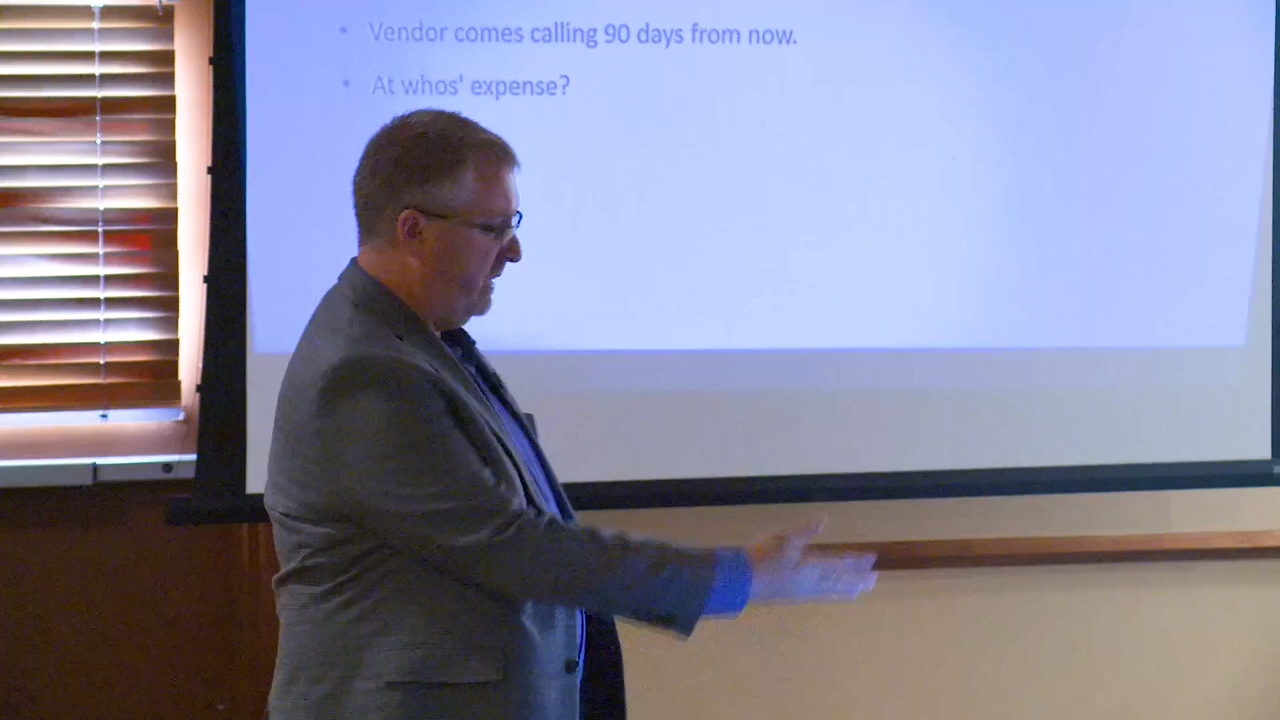 • Vendor comes calling 90 days from now.
• At whos' expense?